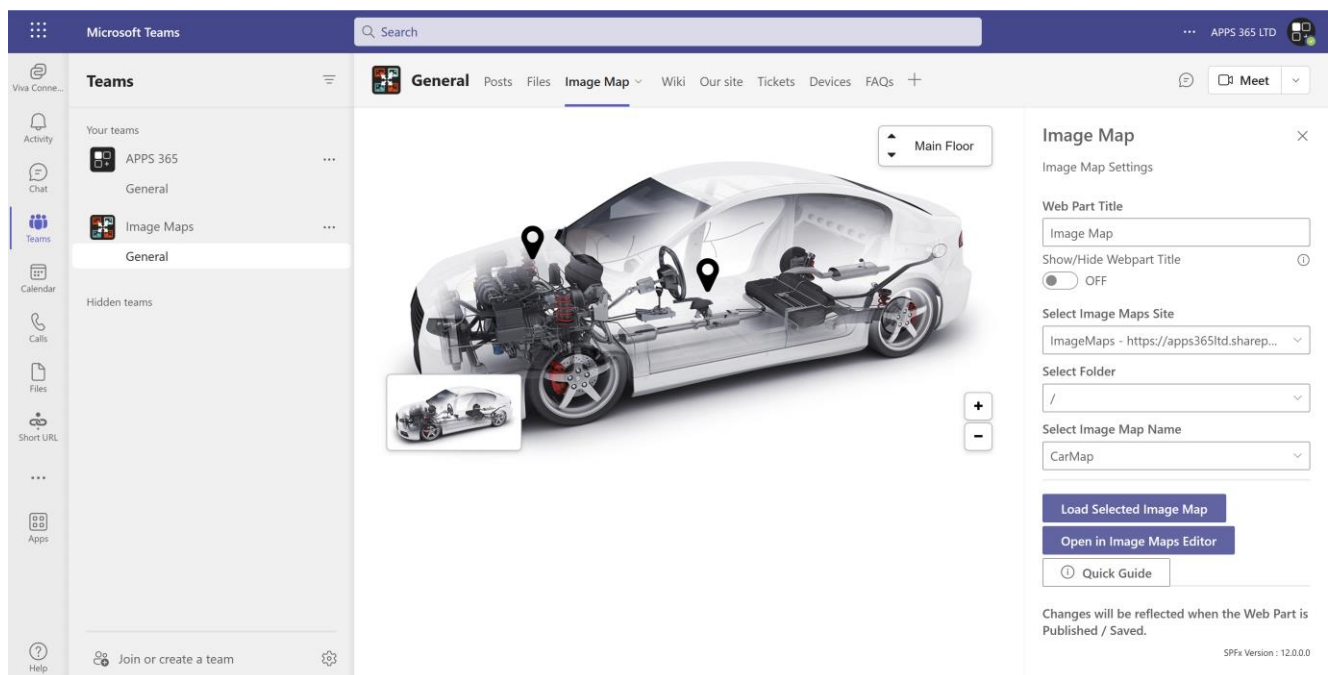 Microsoft Teams
Search
APPS 365 LTD
Viva Conne...
Activity
Chat
Teams
Calendar
Calls
Files
Short URL
Apps
Help
Teams
Your teams
APPS 365
General
Image Maps
General
Hidden teams
Join or create a team
General Posts Files Image Map Wiki Our site Tickets Devices FAQs
Meet
Main Floor
+
-
Image Map
Image Map Settings
Web Part Title
Image Map
Show/Hide Webpart Title
OFF
Select Image Maps Site
ImageMaps - https://apps365ltd.sharep...
Select Folder
/
Select Image Map Name
CarMap
Load Selected Image Map
Open in Image Maps Editor
Quick Guide
Changes will be reflected when the Web Part is
Published / Saved.
SPFx Version : 12.0.0.0